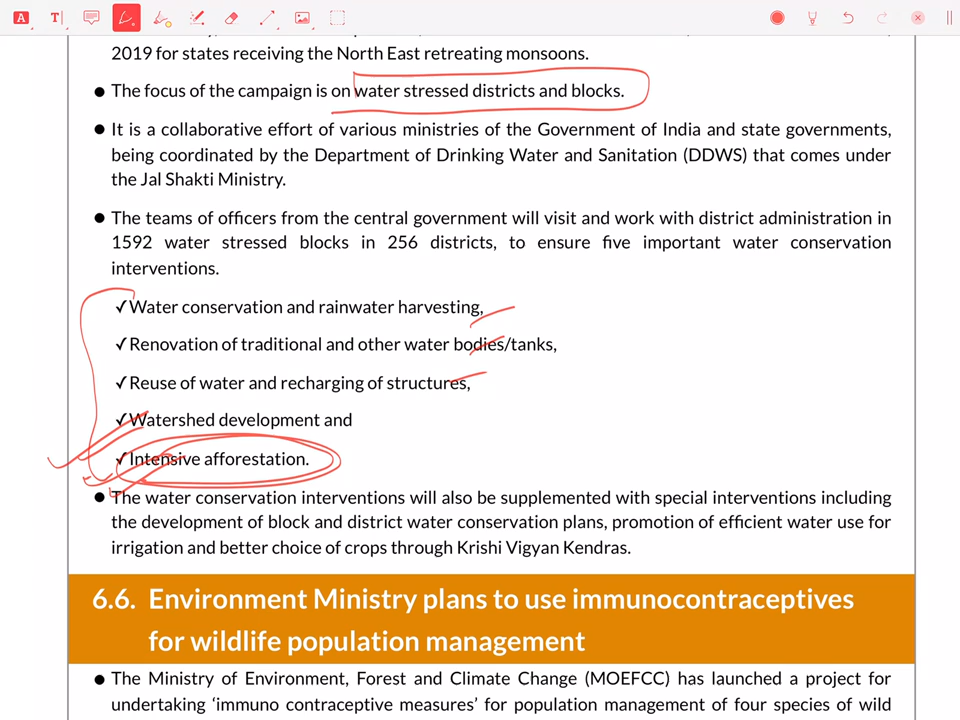 A T
2019 for states receiving the North East retreating monsoons.
● The focus of the campaign is on water stressed districts and blocks.
● It is a collaborative effort of various ministries of the Government of India and state governments,
being coordinated by the Department of Drinking Water and Sanitation (DDWS) that comes under
the Jal Shakti Ministry.
● The teams of officers from the central government will visit and work with district administration in
1592 water stressed blocks in 256 districts, to ensure five important water conservation
interventions.
✓Water conservation and rainwater harvesting,
✓Renovation of traditional and other water bodies/tanks,
✓Reuse of water and recharging of structures,
✓Watershed development and
✓Intensive afforestation.
● The water conservation interventions will also be supplemented with special interventions including
the development of block and district water conservation plans, promotion of efficient water use for
irrigation and better choice of crops through Krishi Vigyan Kendras.
6.6. Environment Ministry plans to use immunocontraceptives
for wildlife population management
● The Ministry of Environment, Forest and Climate Change (MOEFCC) has launched a project for
undertaking ‘immuno contraceptive measures’ for population management of four species of wild